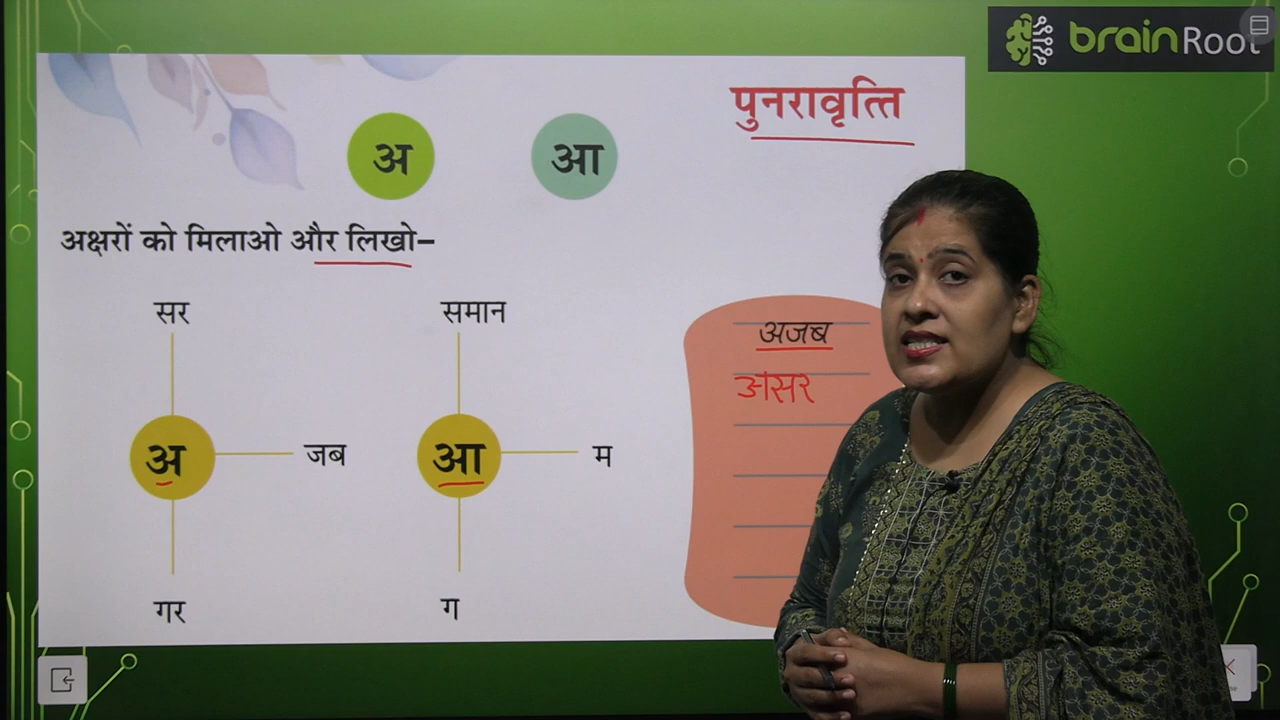 brainRoot
पुनरावृत्ति
अ आ
अक्षरों को मिलाओ और लिखो–
सर
अ जब
गर
समान
आ म
ग
अजब
असर